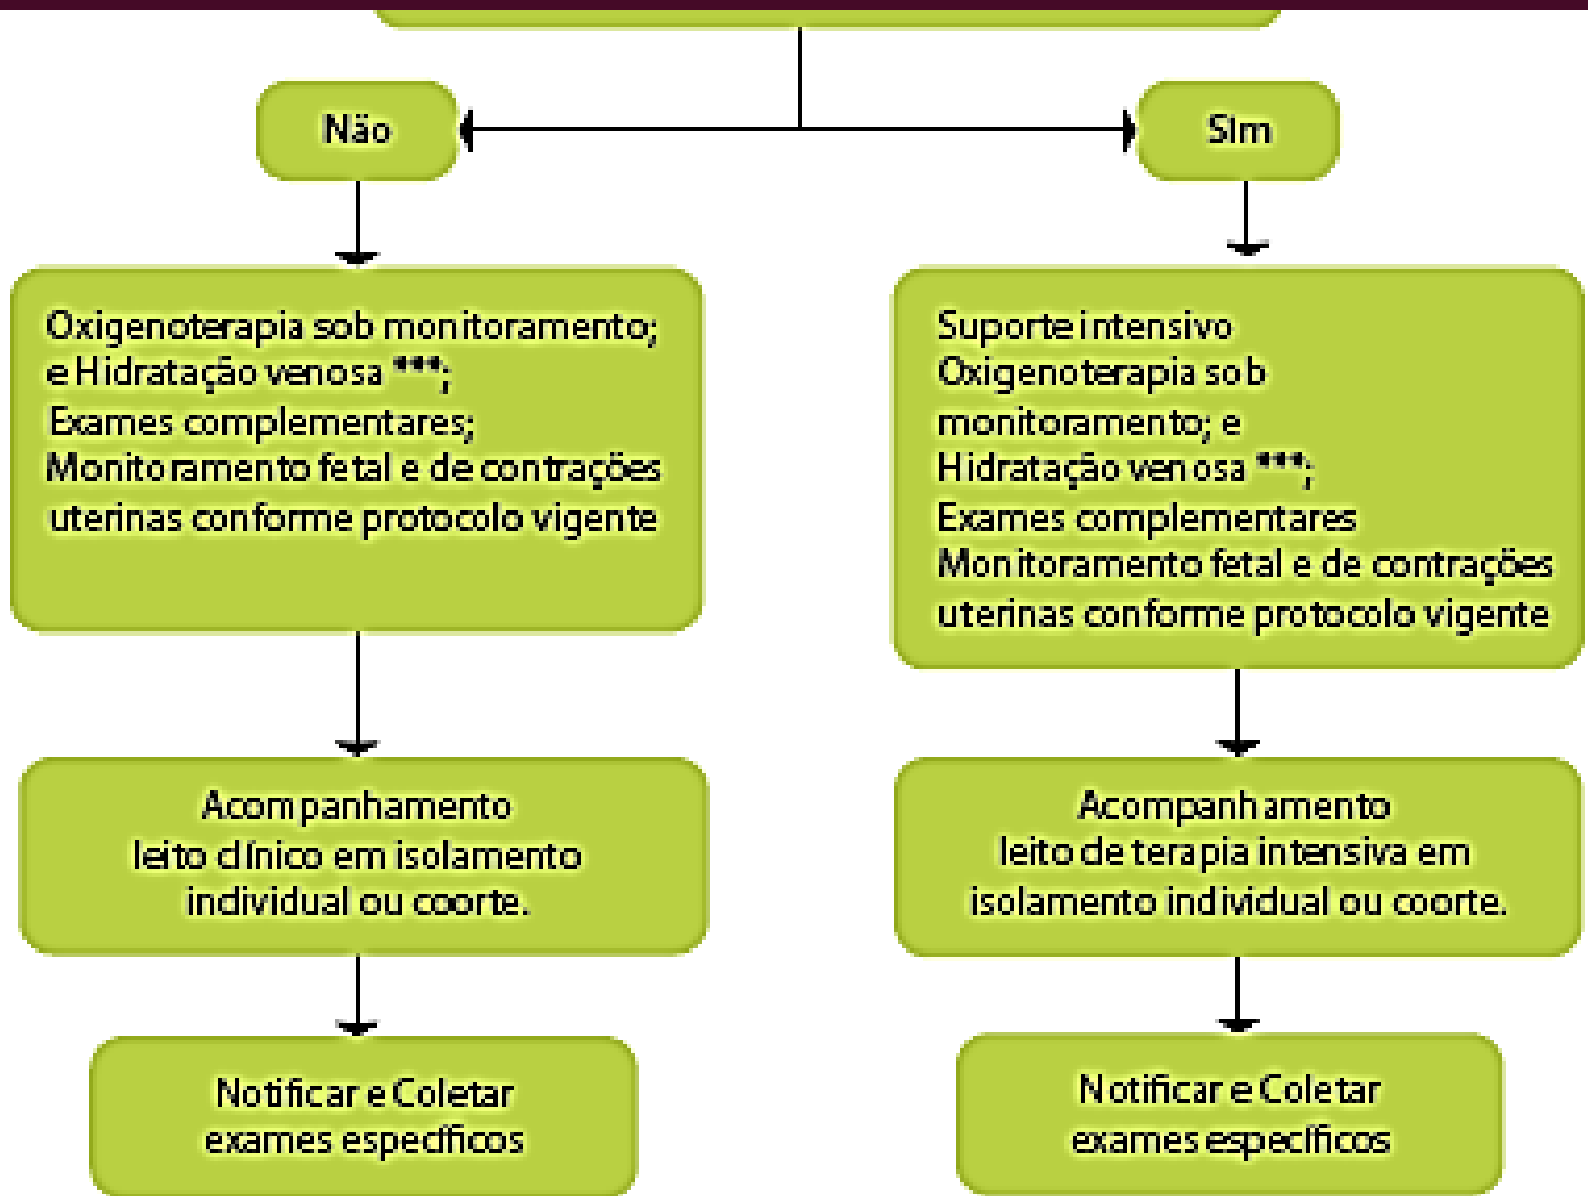 Não
Sim
Oxigenoterapia sob monitoramento;
e Hidratação venosa ***;
Exames complementares;
Monitoramento fetal e de contrações
uterinas conforme protocolo vigente
Suporte intensivo
Oxigenoterapia sob
monitoramento; e
Hidratação venosa ***;
Exames complementares
Monitoramento fetal e de contrações
uterinas conforme protocolo vigente
Acompanhamento
leito clínico em isolamento
individual ou coorte.
Acompanhamento
leito de terapia intensiva em
isolamento individual ou coorte.
Notificar e Coletar
exames específicos
Notificar e Coletar
exames específicos